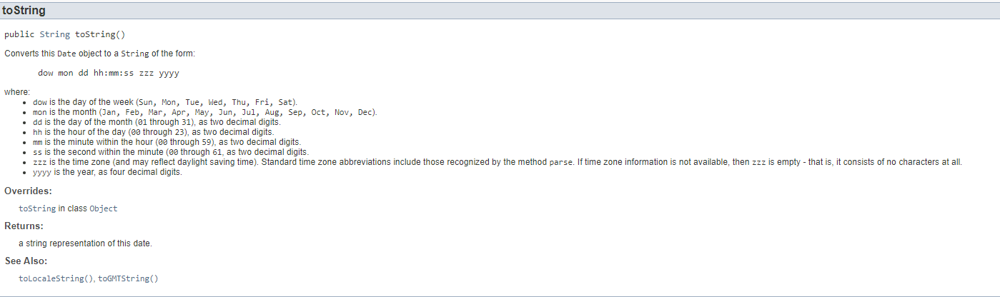 toString
public String toString()
Converts this Date object to a String of the form:
dow mon dd hh:mm:ss zzz yyyy
where:
• dow is the day of the week (Sun, Mon, Tue, Wed, Thu, Fri, Sat).
• mon is the month (Jan, Feb, Mar, Apr, May, Jun, Jul, Aug, Sep, Oct, Nov, Dec).
• dd is the day of the month (01 through 31), as two decimal digits.
• hh is the hour of the day (00 through 23), as two decimal digits.
• mm is the minute within the hour (00 through 59), as two decimal digits.
• ss is the second within the minute (00 through 61, as two decimal digits.
• zzz is the time zone (and may reflect daylight saving time). Standard time zone abbreviations include those recognized by the method parse. If time zone information is not available, then zzz is empty - that is, it consists of no characters at all.
• yyyy is the year, as four decimal digits.
Overrides:
toString in class Object
Returns:
a string representation of this date.
See Also:
toLocaleString(), toGMTString()